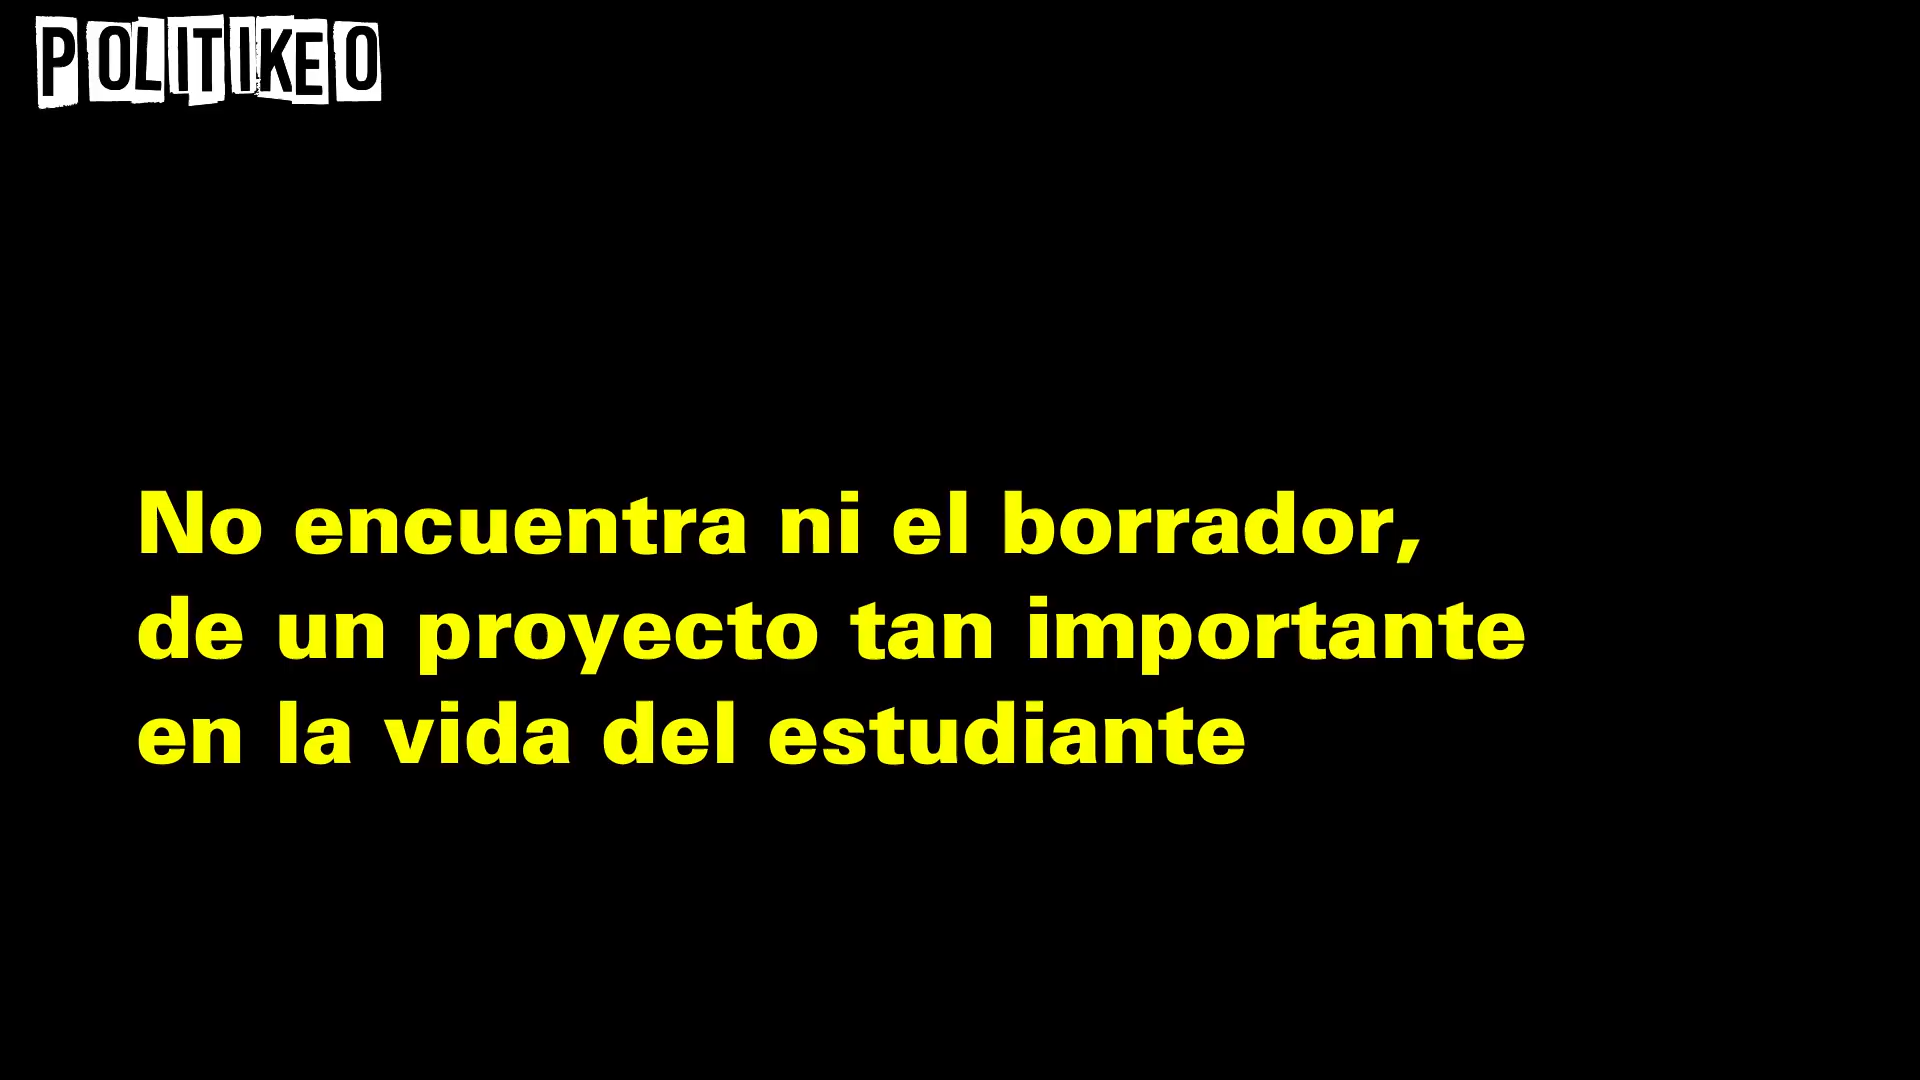 POLITIKEO
No encuentra ni el borrador,
de un proyecto tan importante
en la vida del estudiante